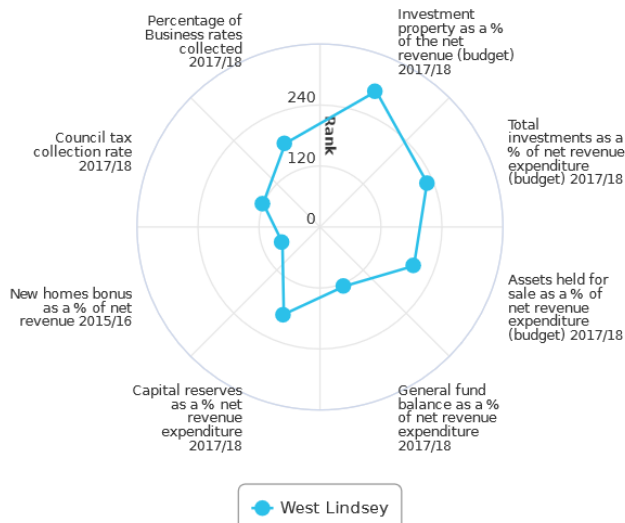 Percentage of
Business rates
collected
2017/18
Investment
property as a %
of the net
revenue (budget)
2017/18
Total
investments as a
% of net revenue
expenditure
(budget) 2017/18
Assets held for
sale as a % of
net revenue
expenditure
(budget) 2017/18
General fund
balance as a %
of net revenue
expenditure
2017/18
Capital reserves
as a % net
revenue
expenditure
2017/18
New homes bonus
as a % of net
revenue 2015/16
Council tax
collection rate
2017/18
240
120
0
Rank
West Lindsey